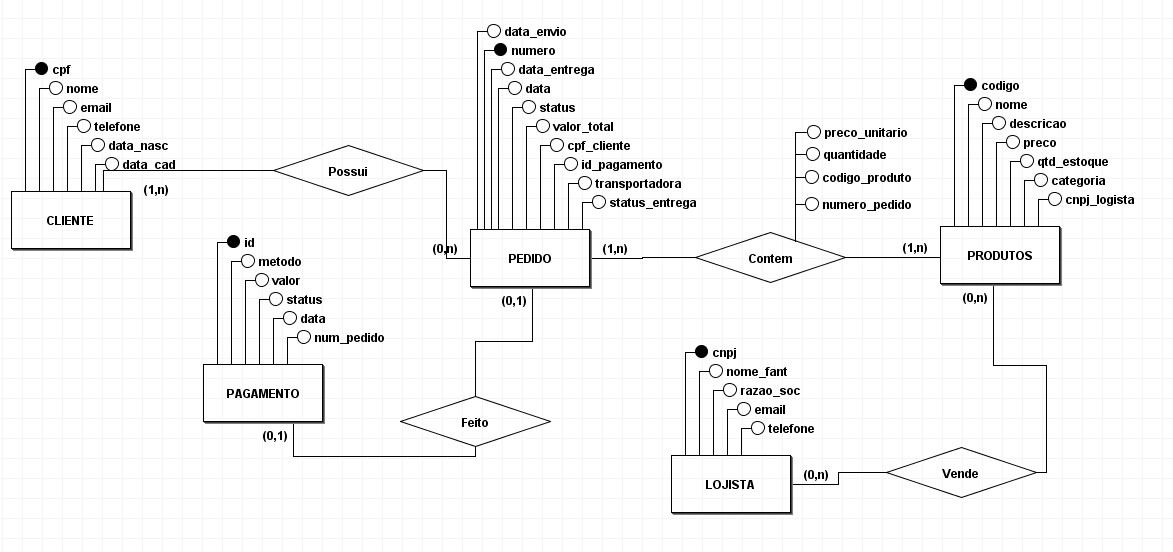 cpf
nome
email
telefone
data_nasc
data_cad
(1,n)
CLIENTE
Possui
data_envio
numero
data_entrega
data
status
valor_total
cpf_cliente
id_pagamento
transportadora
status_entrega
(0,n)
PEDIDO
(1,n)
(0,1)
preco_unitario
quantidade
codigo_produto
numero_pedido
Contem
(1,n)
codigo
nome
descricao
preco
qtd_estoque
categoria
cnpj_logista
PRODUTOS
(0,n)
id
metodo
valor
status
data
num_pedido
PAGAMENTO
(0,1)
Feito
cnpj
nome_fant
razao_soc
email
telefone
LOJISTA
(0,n)
Vende